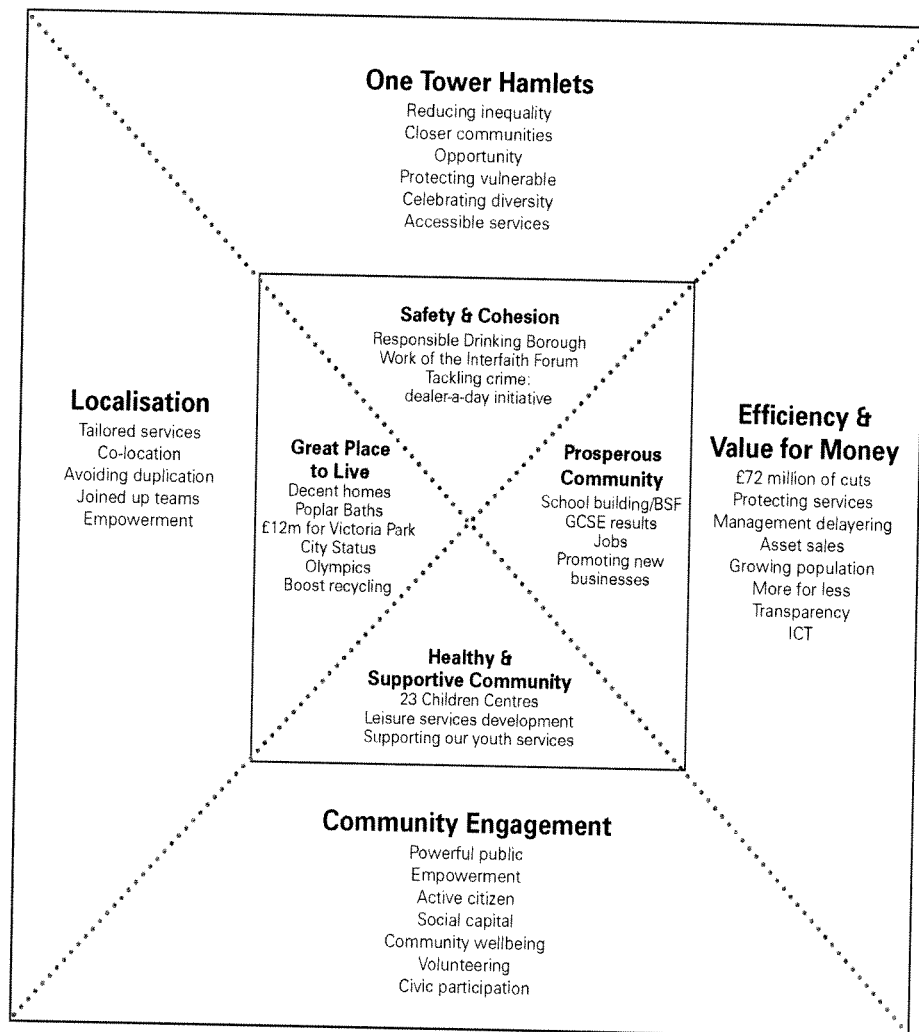 One Tower Hamlets
Reducing inequality
Closer communities
Opportunity
Protecting vulnerable
Celebrating diversity
Accessible services
Safety & Cohesion
Responsible Drinking Borough
Work of the Interfaith Forum
Tackling crime:
dealer-a-day initiative
Localisation
Tailored services
Co-location
Avoiding duplication
Joined up teams
Empowerment
Great Place
to Live
Decent homes
Poplar Baths
£12m for Victoria Park
City Status
Olympics
Boost recycling
Prosperous
Community
School building/BSF
GCSE results
Jobs
Promoting new
businesses
Efficiency &
Value for Money
£72 million of cuts
Protecting services
Management delayering
Asset sales
Growing population
More for less
Transparency
ICT
Healthy &
Supportive Community
23 Children Centres
Leisure services development
Supporting our youth services
Community Engagement
Powerful public
Empowerment
Active citizen
Social capital
Community wellbeing
Volunteering
Civic participation